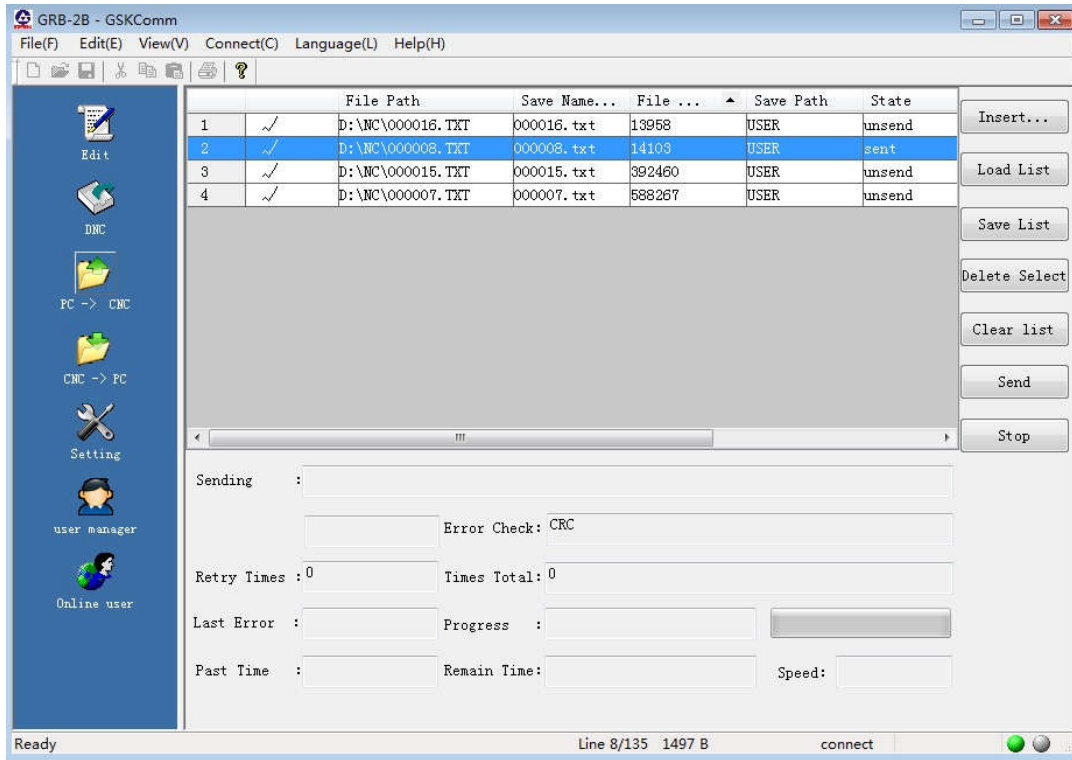 GRB-2B - GSKComm
File(F) Edit(E) View(V) Connect(C) Language(L) Help(H)
File Path Save Name... File ... Save Path State
1 D:\NC\000016.TXT 000016.txt 13958 USER unsend
2 D:\NC\000008.TXT 000008.txt 14103 USER sent
3 D:\NC\000015.TXT 000015.txt 392460 USER unsend
4 D:\NC\000007.TXT 000007.txt 588267 USER unsend
Edit
DNC
PC -> CNC
CNC -> PC
Setting
user manager
Online user
Insert...
Load List
Save List
Delete Select
Clear list
Send
Stop
Sending :
Error Check: CRC
Retry Times : 0 Times Total: 0
Last Error : Progress :
Past Time : Remain Time: Speed:
Ready Line 8/135 1497 B connect